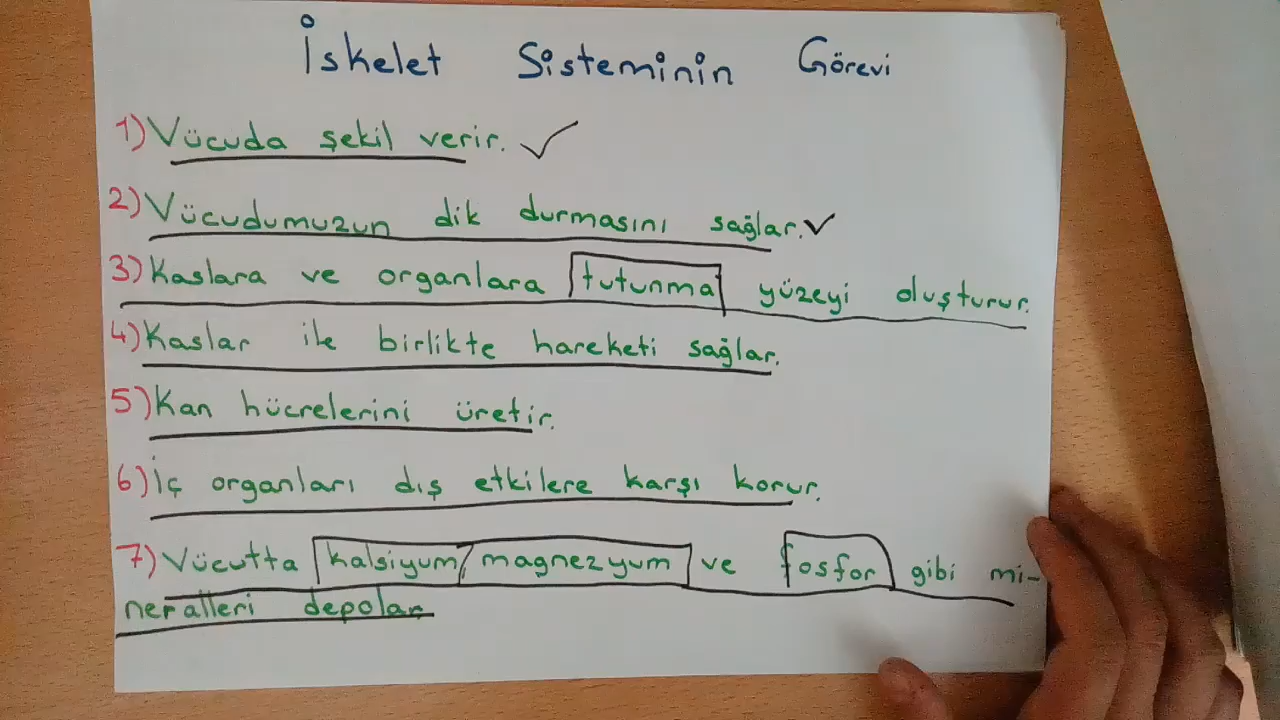 İskelet Sisteminin Görevi
1) Vücuda şekil verir. ✓
2) Vücudumuzun dik durmasını sağlar. ✓
3) Kaslara ve organlara tutunma yüzeyi oluşturur.
4) Kaslar ile birlikte hareketi sağlar.
5) Kan hücrelerini üretir.
6) İç organları dış etkilere karşı korur.
7) Vücutta kalsiyum, magnezyum ve fosfor gibi mi-
neralleri depolar.